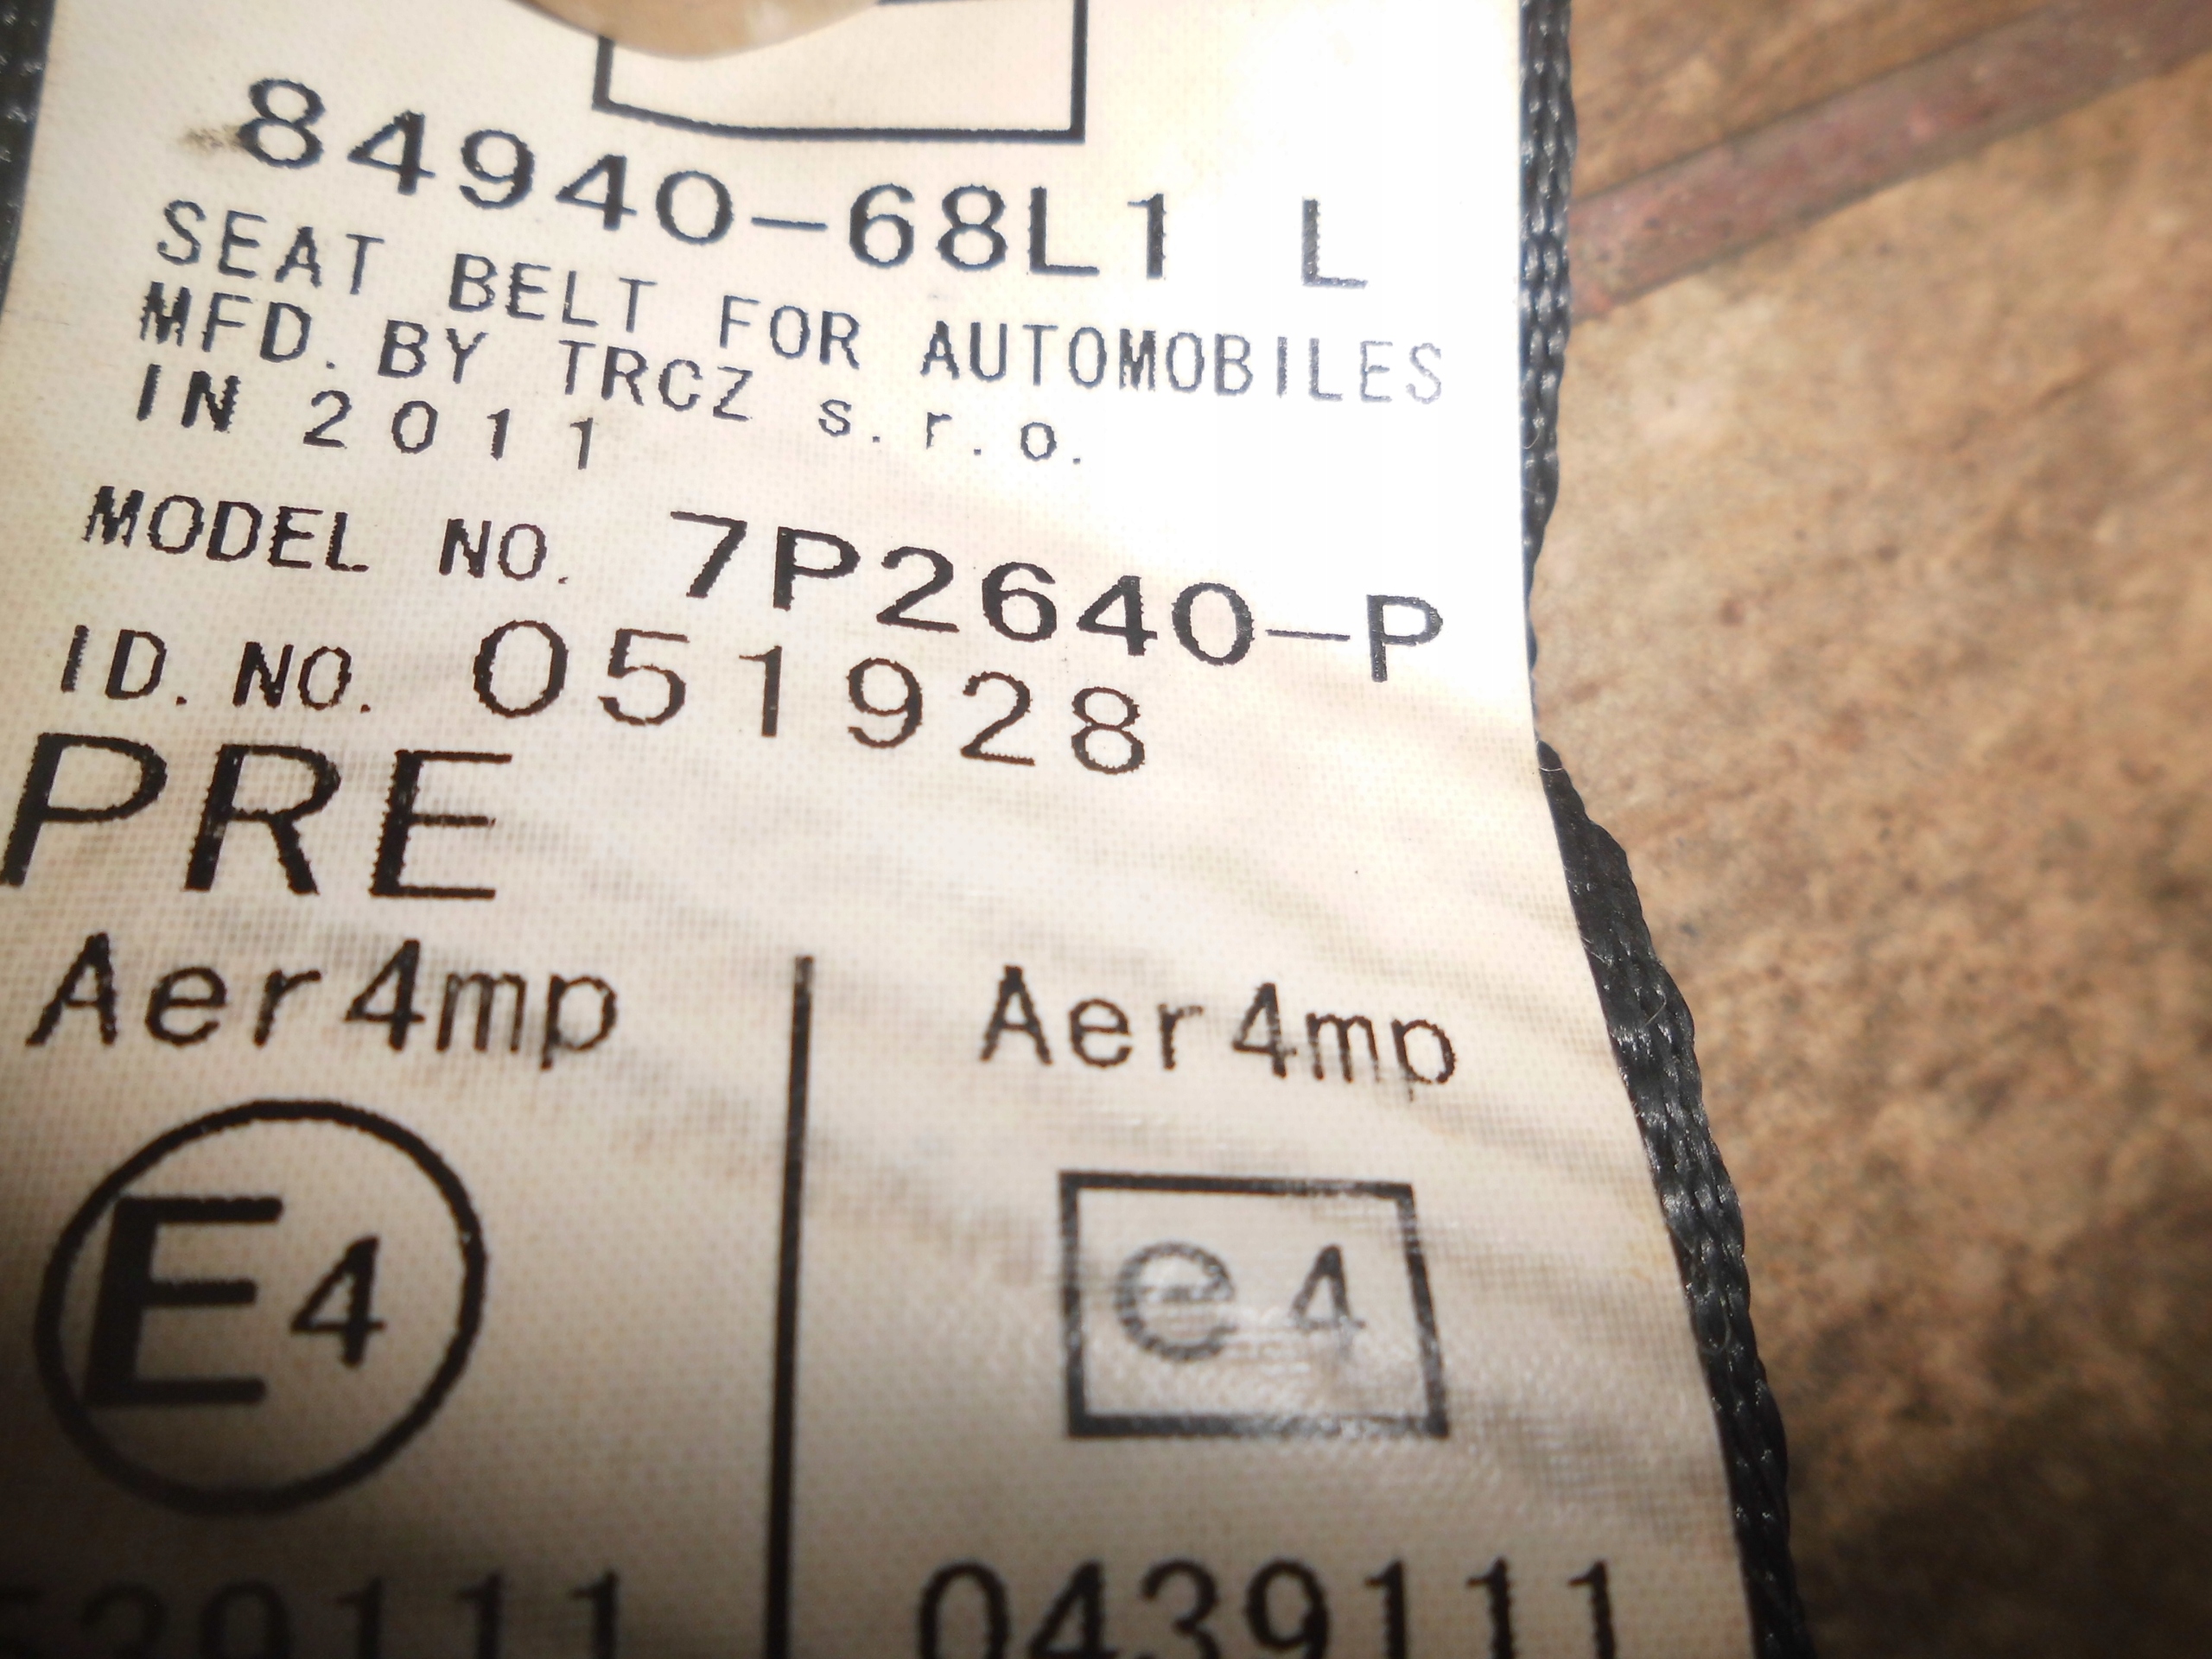 84940-68L1 L
SEAT BELT FOR AUTOMOBILES
MFD. BY TRCZ s.r.o.
IN 2011
MODEL NO. 7P2640-P
ID. NO. 051928
PRE
Aer4mp
E4
Aer4mp
e4
0439111